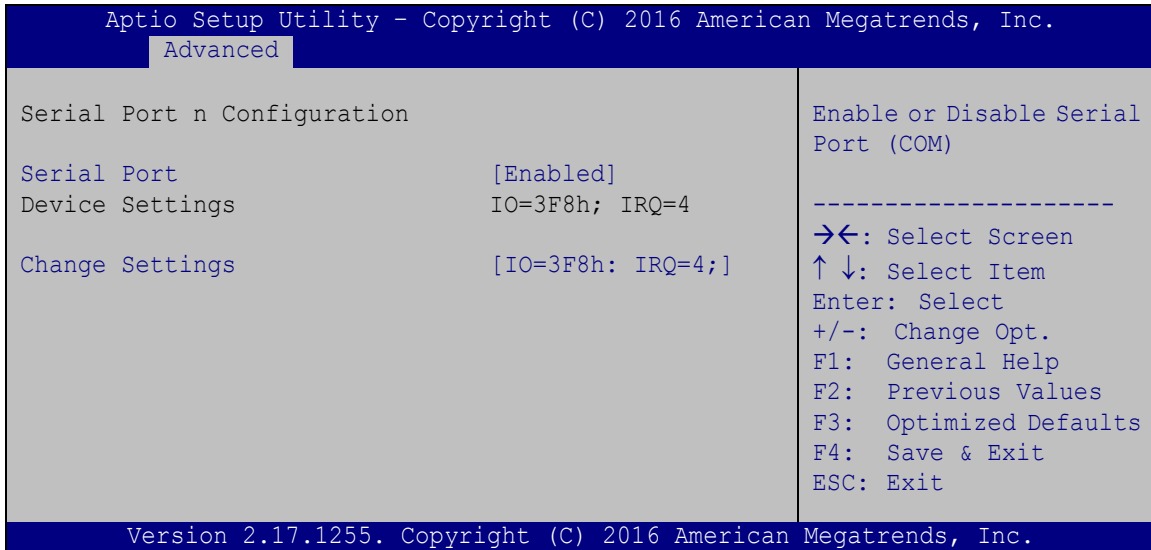 Aptio Setup Utility – Copyright (C) 2016 American Megatrends, Inc.
Advanced
Serial Port n Configuration
Serial Port [Enabled]
Device Settings IO=3F8h; IRQ=4
Change Settings [IO=3F8h: IRQ=4;]
Enable or Disable Serial
Port (COM)
---------------------
→←: Select Screen
↑ ↓: Select Item
Enter: Select
+/-: Change Opt.
F1: General Help
F2: Previous Values
F3: Optimized Defaults
F4: Save & Exit
ESC: Exit
Version 2.17.1255. Copyright (C) 2016 American Megatrends, Inc.